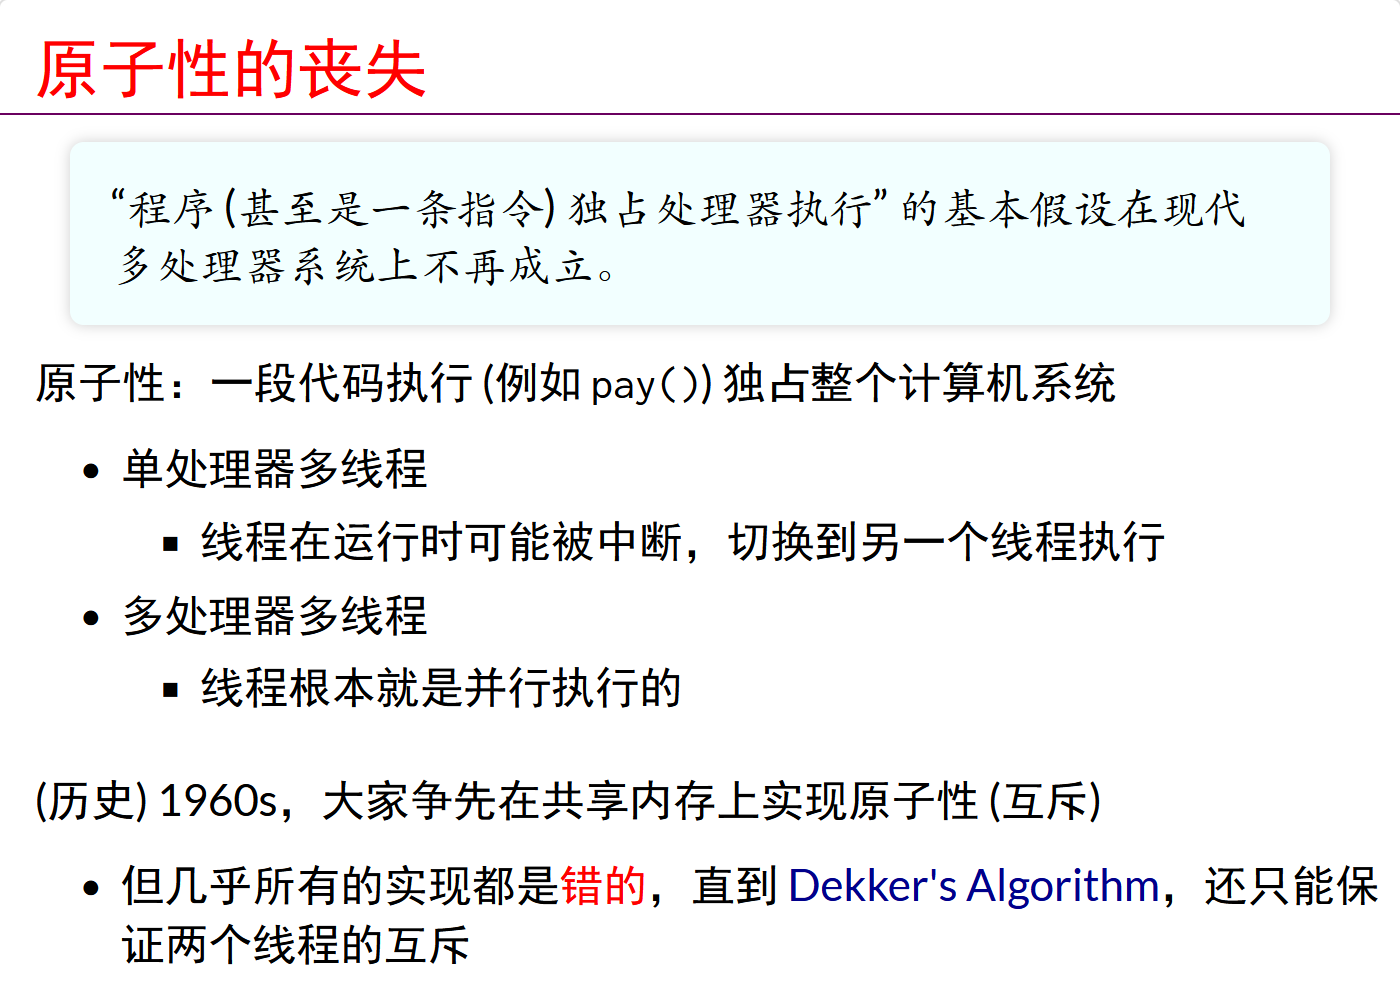 原子性的丧失
“程序 (甚至是一条指令) 独占处理器执行” 的基本假设在现代
多处理器系统上不再成立。
原子性：一段代码执行 (例如 pay()) 独占整个计算机系统
• 单处理器多线程
▪ 线程在运行时可能被中断，切换到另一个线程执行
• 多处理器多线程
▪ 线程根本就是并行执行的
(历史) 1960s，大家争先在共享内存上实现原子性 (互斥)
• 但几乎所有的实现都是错的，直到 Dekker's Algorithm，还只能保
证两个线程的互斥